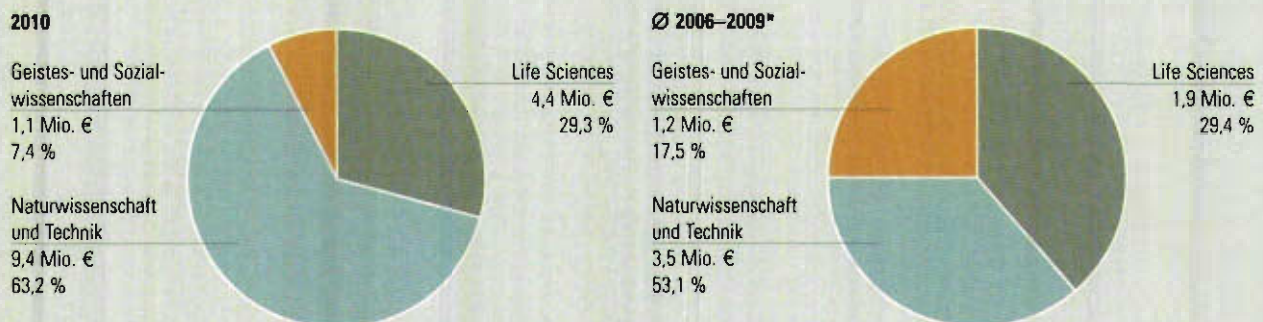 2010
Geistes- und Sozial-
wissenschaften
1,1 Mio. €
7,4 %
Naturwissenschaft
und Technik
9,4 Mio. €
63,2 %
Life Sciences
4,4 Mio. €
29,3 %
Ø 2006–2009*
Geistes- und Sozial-
wissenschaften
1,2 Mio. €
17,5 %
Naturwissenschaft
und Technik
3,5 Mio. €
53,1 %
Life Sciences
1,9 Mio. €
29,4 %